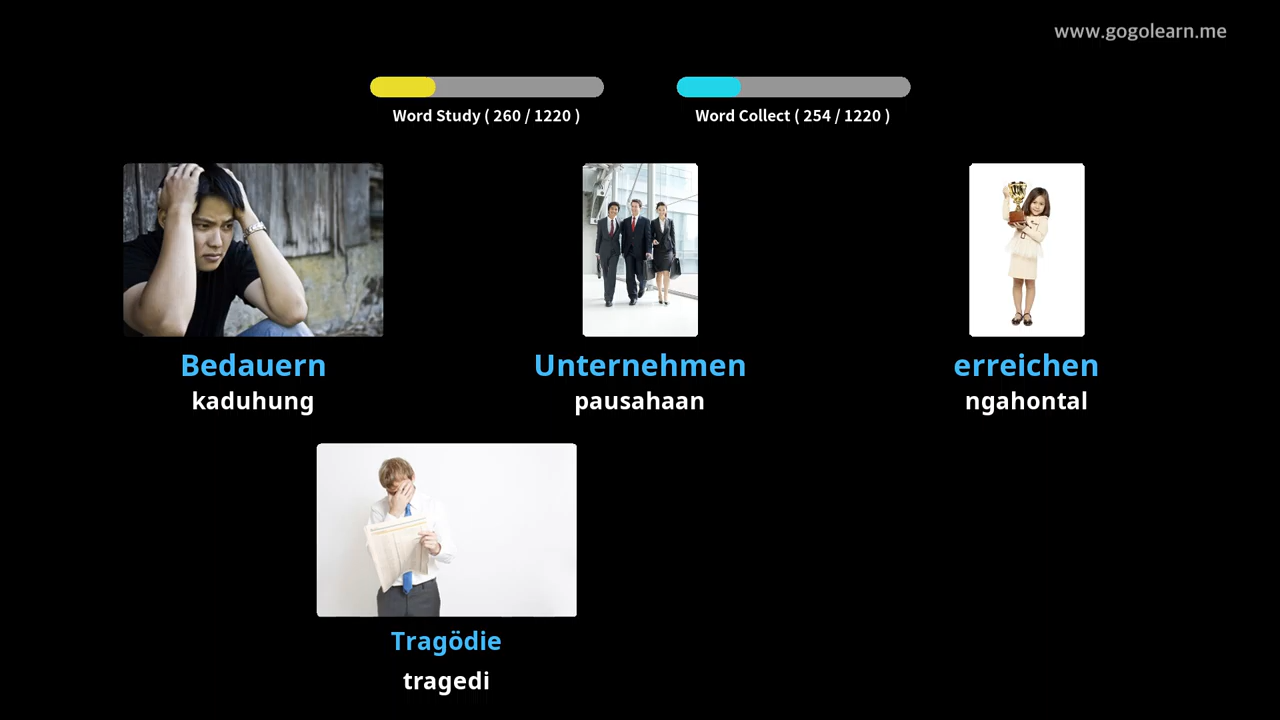 www.gogolearn.me
Word Study ( 260 / 1220 )
Word Collect ( 254 / 1220 )
Bedauern
kaduhung
Unternehmen
pausahaan
erreichen
ngahontal
Tragödie
tragedi